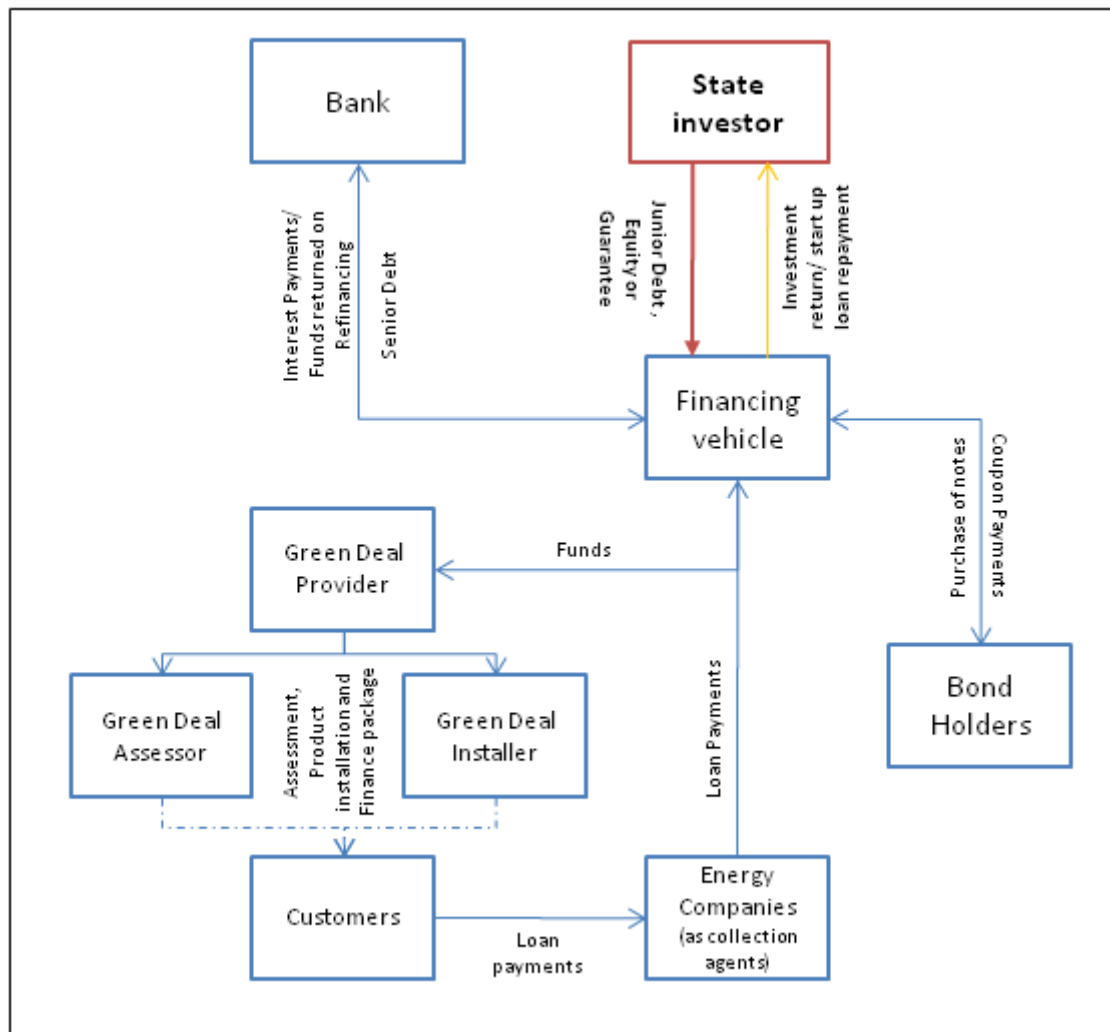 Bank
State
investor
Interest Payments/
Funds returned on
Refinancing
Senior Debt
Junior Debt,
Equity or
Guarantee
Investment
return/ start up
loan repayment
Financing
vehicle
Purchase of notes
Coupon Payments
Green Deal
Provider
Funds
Green Deal
Assessor
Assessment,
Product
installation and
Finance package
Green Deal
Installer
Loan Payments
Bond
Holders
Customers
Loan
payments
Energy
Companies
(as collection
agents)